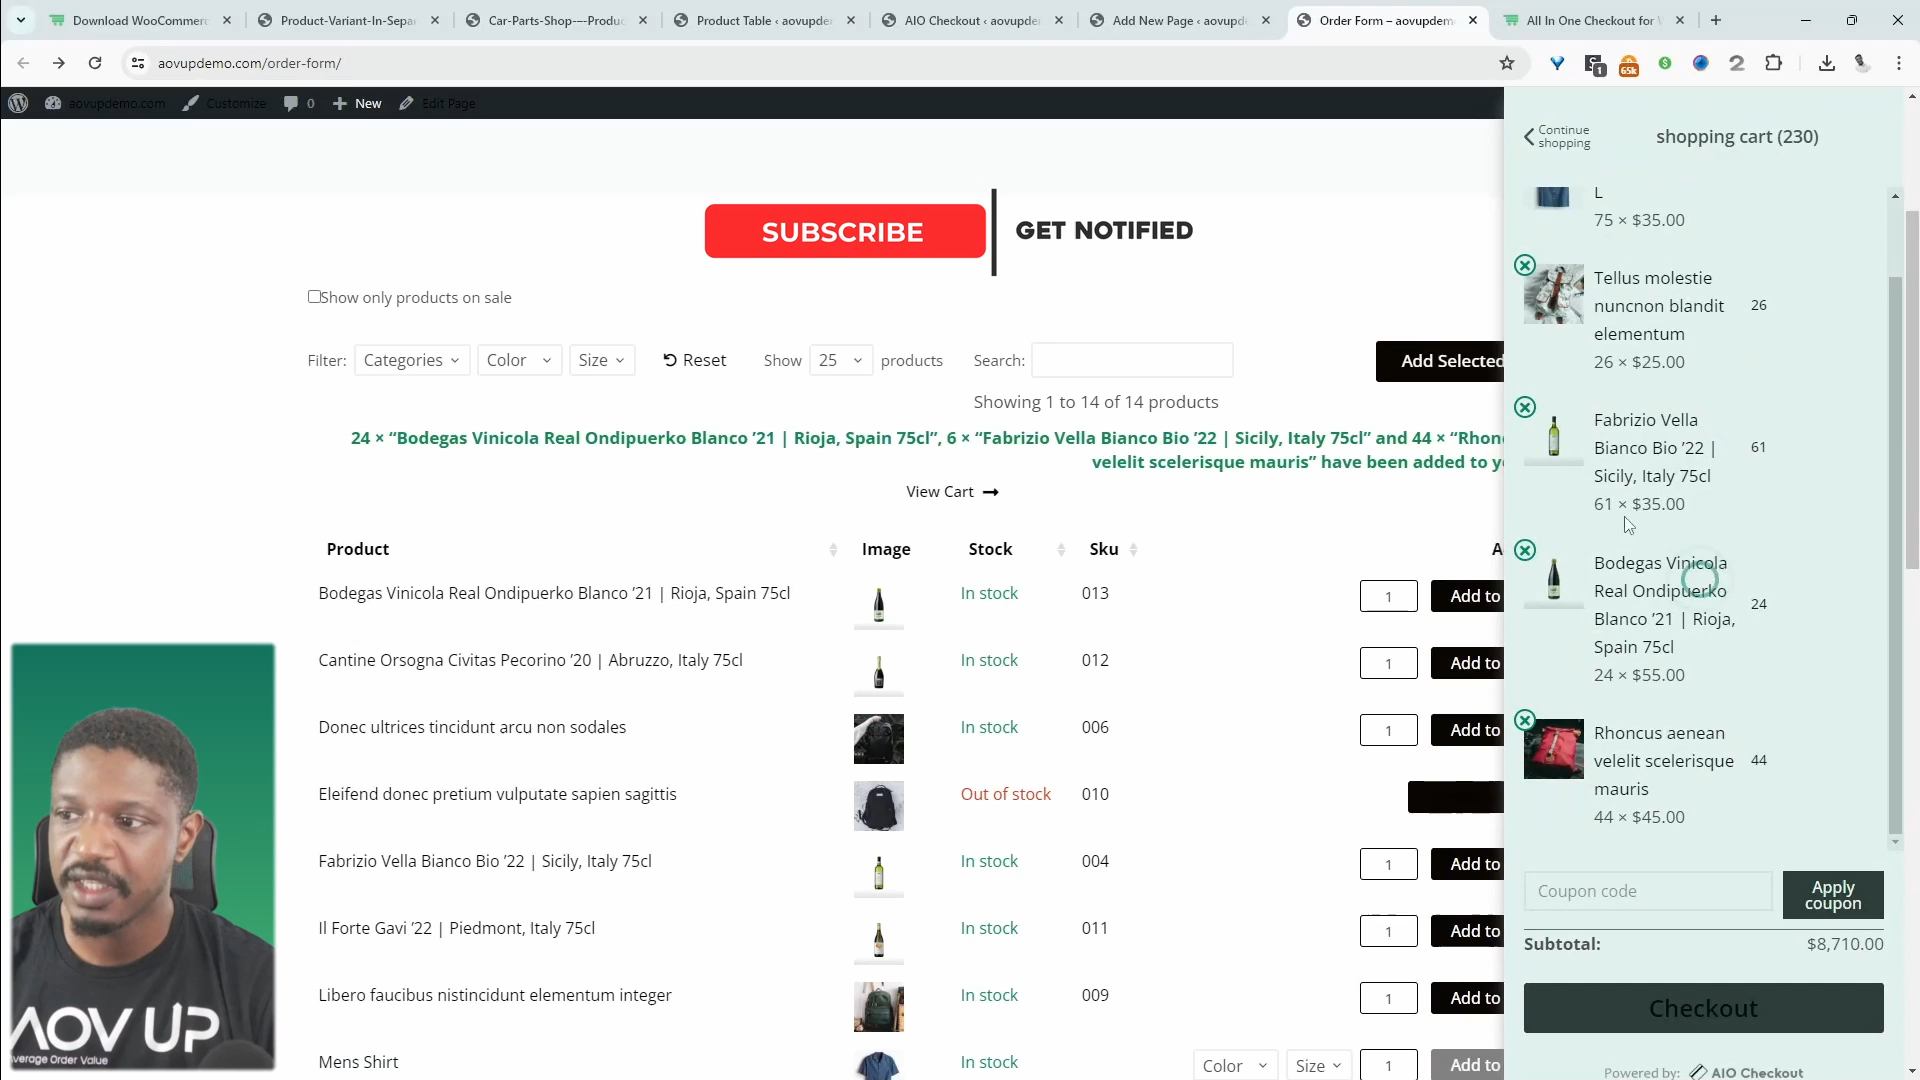 Download WooCommerc
Product-Variant-In-Sepa
Car-Parts-Shop-—-Produc
Product Table ‹ aovupde
AIO Checkout ‹ aovupde
Add New Page ‹ aovupd
Order Form – aovupdem
All In One Checkout for
aovupdemo.com/order-form/
1
65k
aovupdemo.com
Customize
0
New
Edit Page
SUBSCRIBE
GET NOTIFIED
Show only products on sale
Filter: Categories Color Size Reset Show 25 products Search:
Add Selected
Showing 1 to 14 of 14 products
24 × “Bodegas Vinicola Real Ondipuerko Blanco ’21 | Rioja, Spain 75cl”, 6 × “Fabrizio Vella Bianco Bio ’22 | Sicily, Italy 75cl” and 44 × “Rhon
velelit scelerisque mauris” have been added to y
View Cart →
Product Image Stock Sku A
Bodegas Vinicola Real Ondipuerko Blanco ’21 | Rioja, Spain 75cl In stock 013 1 Add to
Cantine Orsogna Civitas Pecorino ’20 | Abruzzo, Italy 75cl In stock 012 1 Add to
Donec ultrices tincidunt arcu non sodales In stock 006 1 Add to
Eleifend donec pretium vulputate sapien sagittis Out of stock 010
Fabrizio Vella Bianco Bio ’22 | Sicily, Italy 75cl In stock 004 1 Add to
Il Forte Gavi ’22 | Piedmont, Italy 75cl In stock 011 1 Add to
Libero faucibus nistincidunt elementum integer In stock 009 1 Add to
Mens Shirt In stock Color Size 1 Add to
Continue
shopping
shopping cart (230)
L
75 × $35.00
Tellus molestie
nuncnon blandit 26
elementum
26 × $25.00
Fabrizio Vella
Bianco Bio ’22 | 61
Sicily, Italy 75cl
61 × $35.00
Bodegas Vinicola
Real Ondipuerko 24
Blanco ’21 | Rioja,
Spain 75cl
24 × $55.00
Rhoncus aenean
velelit scelerisque 44
mauris
44 × $45.00
Coupon code
Apply
coupon
Subtotal: $8,710.00
Checkout
Powered by: AIO Checkout
AOV UP
verage Order Value